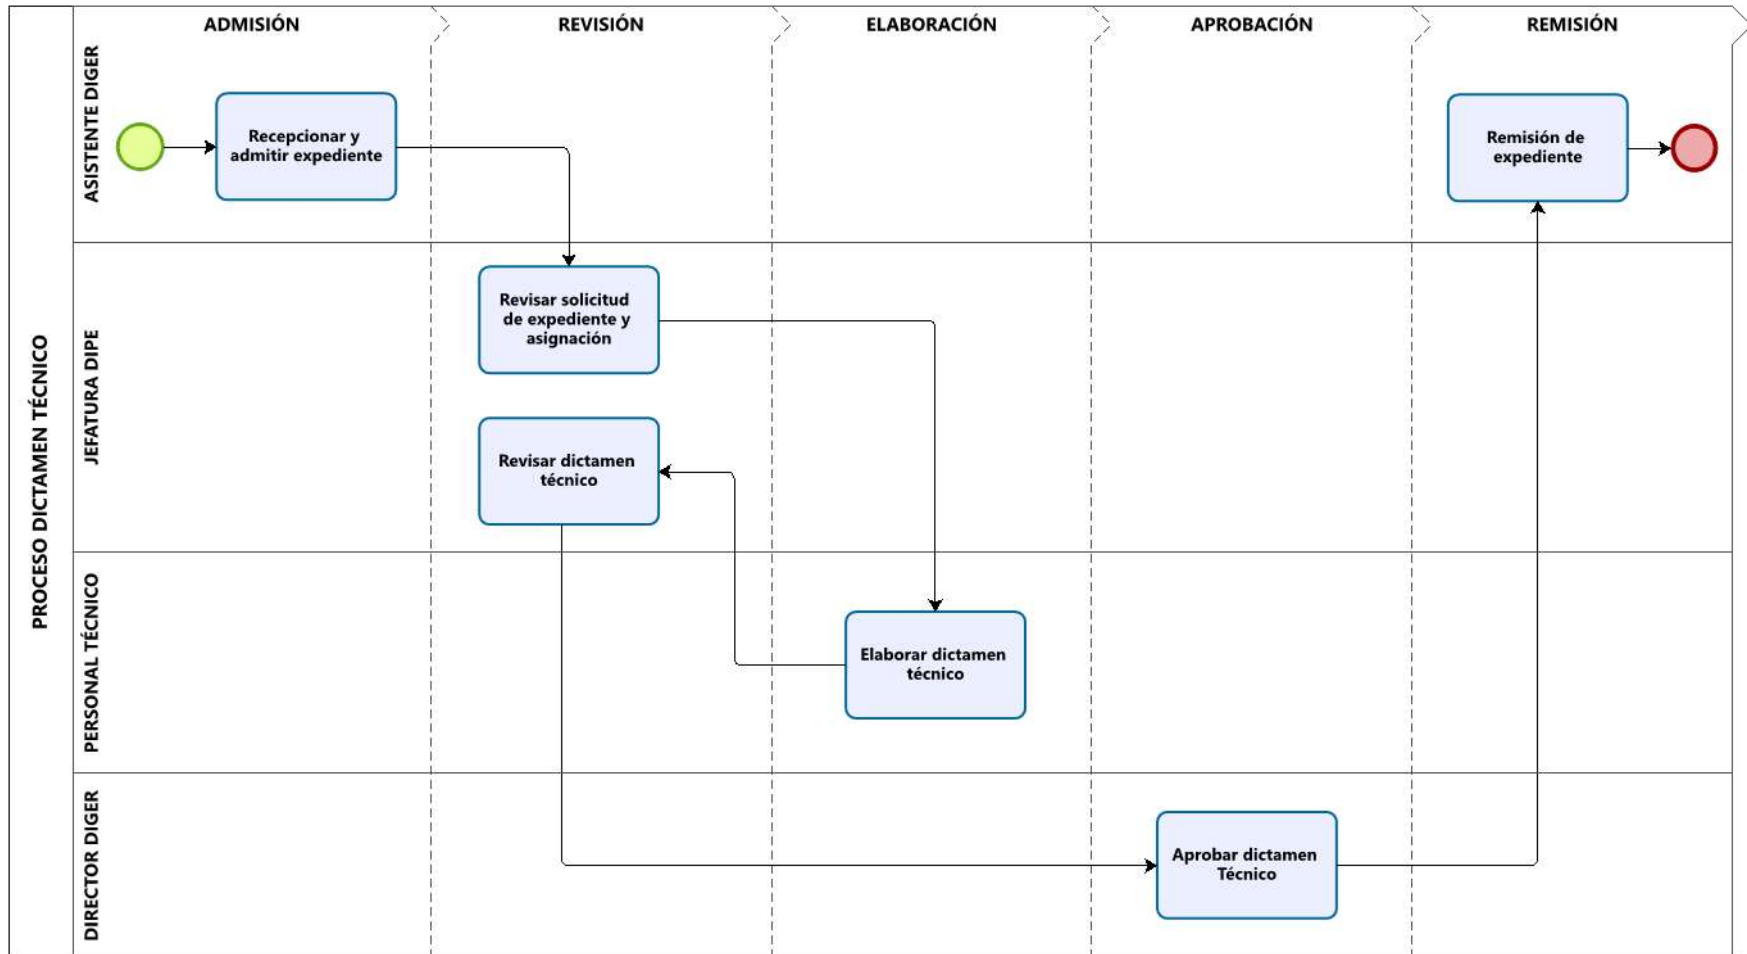 ADMISIÓN
REVISIÓN
ELABORACIÓN
APROBACIÓN
REMISIÓN
PROCESO DICTAMEN TÉCNICO
ASISTENTE DIGER
Recepcionar y
admitir expediente
Remisión de
expediente
JEFATURA DIPE
Revisar solicitud
de expediente y
asignación
Revisar dictamen
técnico
PERSONAL TÉCNICO
Elaborar dictamen
técnico
DIRECTOR DIGER
Aprobar dictamen
Técnico